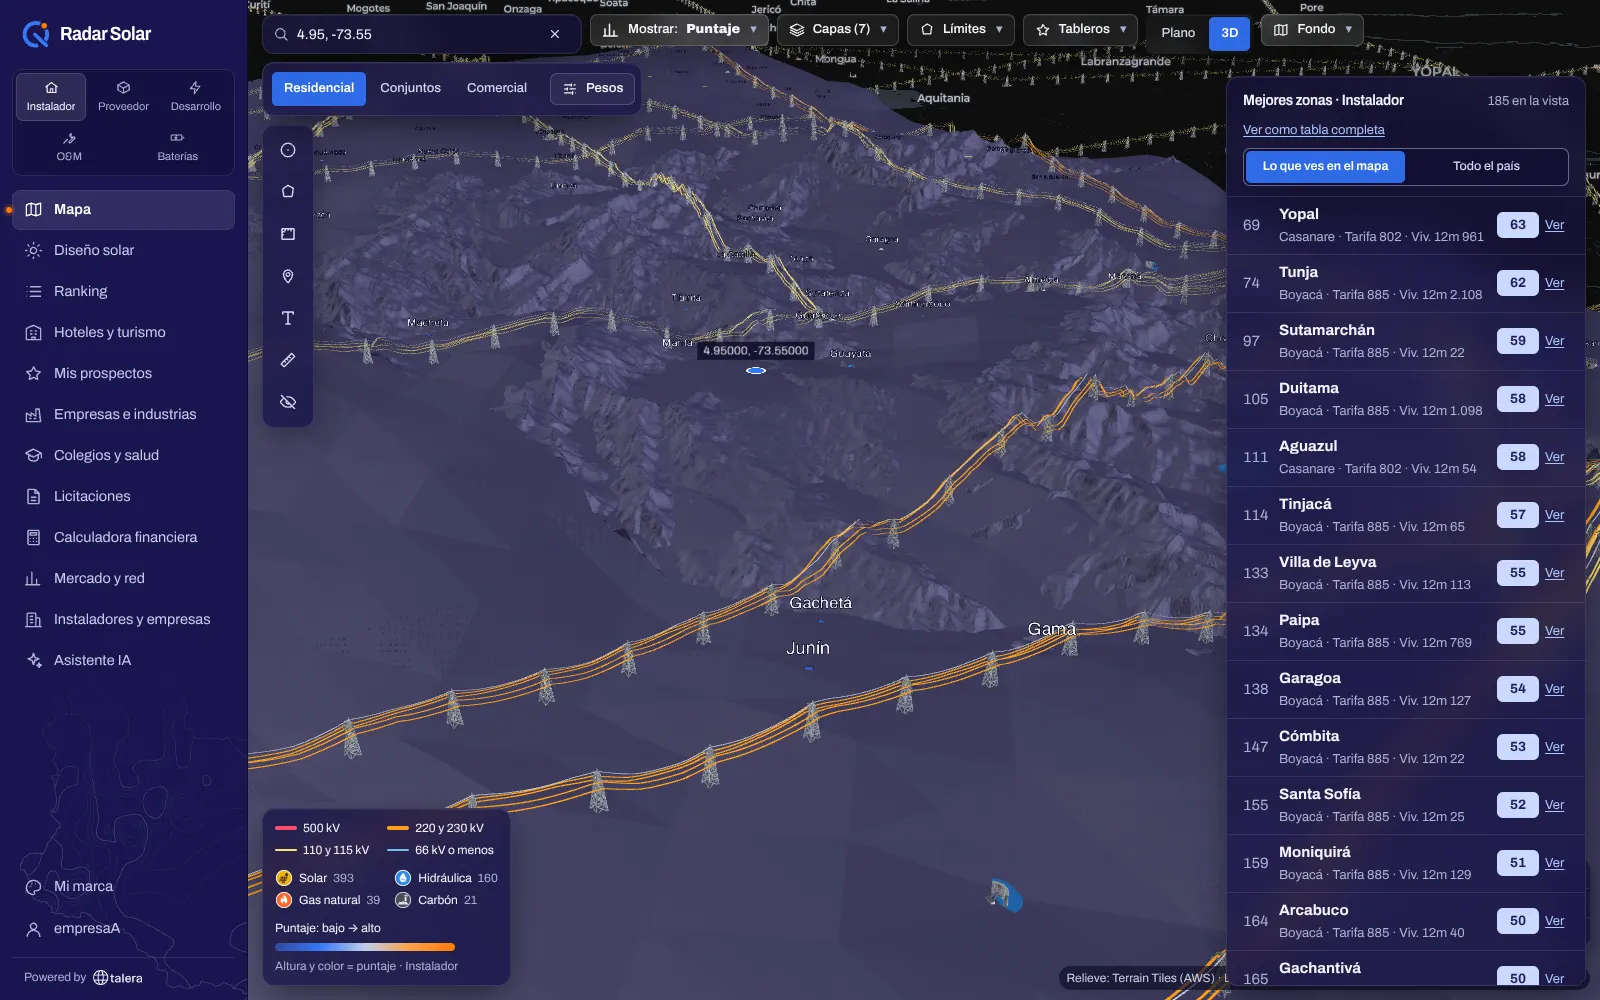 Radar Solar
Instalador
Proveedor
Desarrollo
O&M
Baterías
Mapa
Diseño solar
Ranking
Hoteles y turismo
Mis prospectos
Empresas e industrias
Colegios y salud
Licitaciones
Calculadora financiera
Mercado y red
Instaladores y empresas
Asistente IA
Mi marca
empresaA
Powered by talera
4.95, -73.55
Mostrar: Puntaje
Capas (7)
Límites
Tableros
Plano
3D
Fondo
Residencial
Conjuntos
Comercial
Pesos
Mogotes
San Joaquín
Onzaga
Soata
Jericó
Chita
La Salina
Támara
Pore
Mongua
Labranzagrande
YOPAL
Aquitania
Machetá
Manta
Tibirita
Guayatá
4.95000, -73.55000
Gachetá
Junín
Gama
500 kV
220 y 230 kV
110 y 115 kV
66 kV o menos
Solar 393
Hidráulica 160
Gas natural 39
Carbón 21
Puntaje: bajo → alto
Altura y color = puntaje · Instalador
Relieve: Terrain Tiles (AWS) ·
Mejores zonas · Instalador
185 en la vista
Ver como tabla completa
Lo que ves en el mapa
Todo el país
69 Yopal 63 Ver
Casanare · Tarifa 802 · Viv. 12m 961
74 Tunja 62 Ver
Boyacá · Tarifa 885 · Viv. 12m 2.108
97 Sutamarchán 59 Ver
Boyacá · Tarifa 885 · Viv. 12m 22
105 Duitama 58 Ver
Boyacá · Tarifa 885 · Viv. 12m 1.098
111 Aguazul 58 Ver
Casanare · Tarifa 802 · Viv. 12m 54
114 Tinjacá 57 Ver
Boyacá · Tarifa 885 · Viv. 12m 65
133 Villa de Leyva 55 Ver
Boyacá · Tarifa 885 · Viv. 12m 113
134 Paipa 55 Ver
Boyacá · Tarifa 885 · Viv. 12m 769
138 Garagoa 54 Ver
Boyacá · Tarifa 885 · Viv. 12m 127
147 Cómbita 53 Ver
Boyacá · Tarifa 885 · Viv. 12m 22
155 Santa Sofía 52 Ver
Boyacá · Tarifa 885 · Viv. 12m 25
159 Moniquirá 51 Ver
Boyacá · Tarifa 885 · Viv. 12m 129
164 Arcabuco 50 Ver
Boyacá · Tarifa 885 · Viv. 12m 40
165 Gachantivá 50 Ver